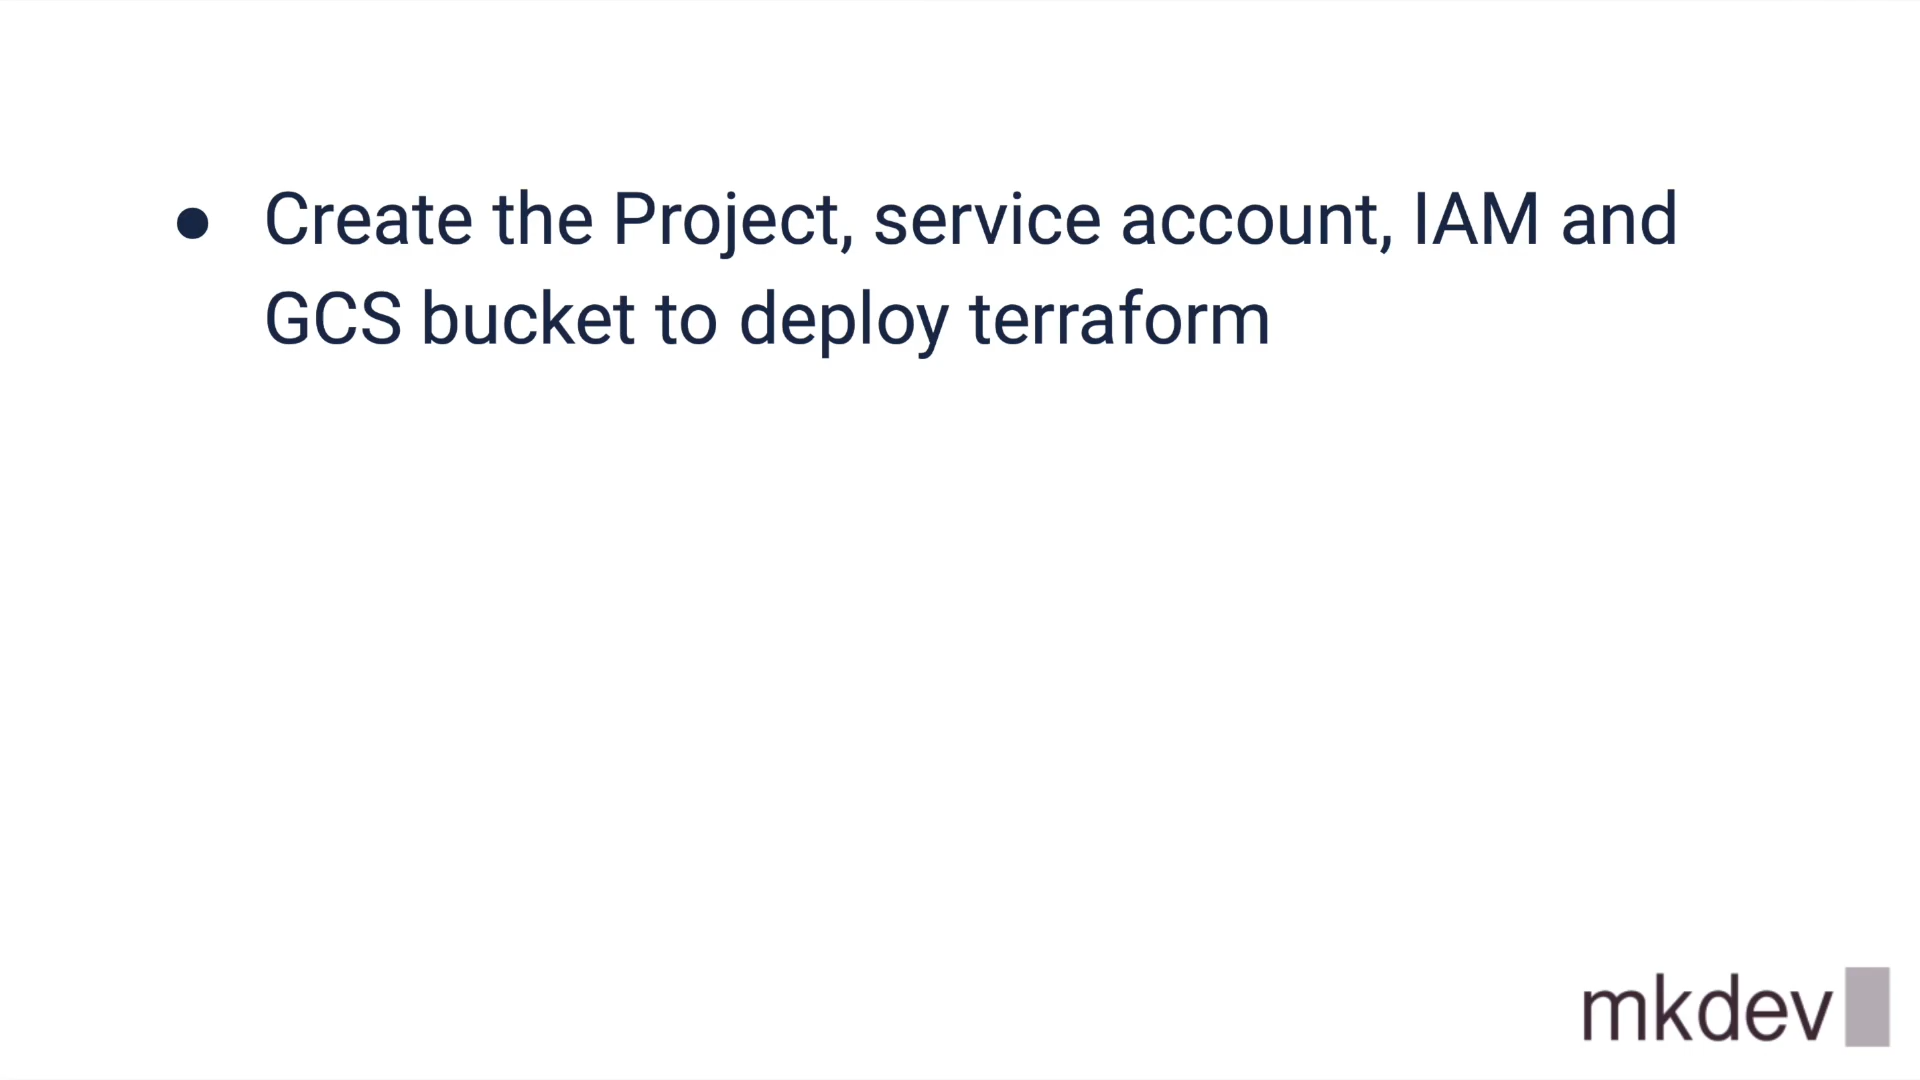 ● Create the Project, service account, IAM and
GCS bucket to deploy terraform
mkdev